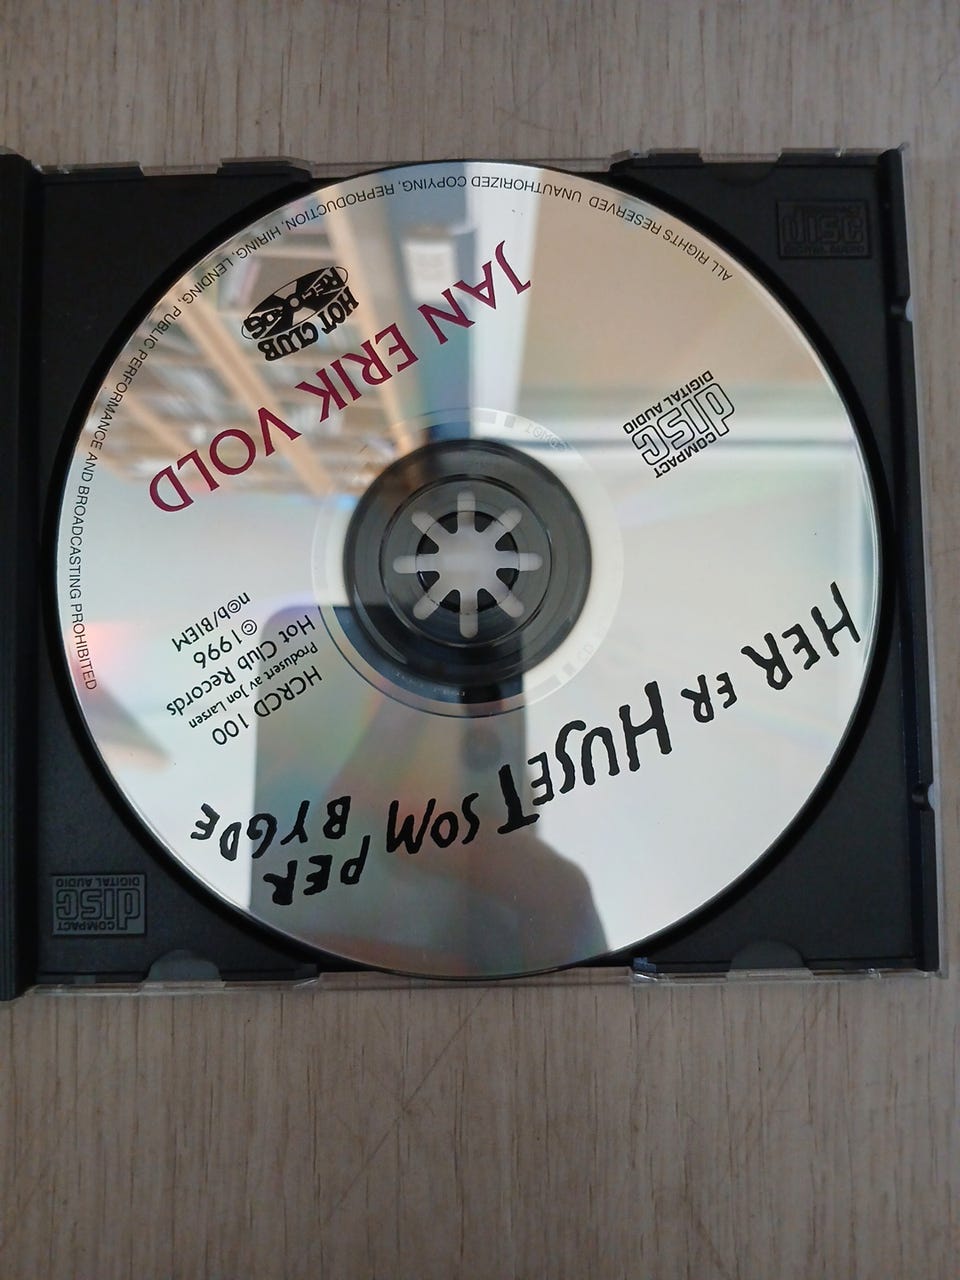 HER ER HUSET SOM PER BYGDE
HCRCD 100
Produsert av Jon Larsen
Hot Club Records
©1996
n©b/BIEM
COMPACT
disc
DIGITAL AUDIO
JAN ERIK VOLD
HOT CLUB
RECORDS
ALL RIGHTS RESERVED UNAUTHORIZED COPYING, REPRODUCTION, HIRING, LENDING, PUBLIC PERFORMANCE AND BROADCASTING PROHIBITED
COMPACT
disc
DIGITAL AUDIO
disc
DIGITAL AUDIO